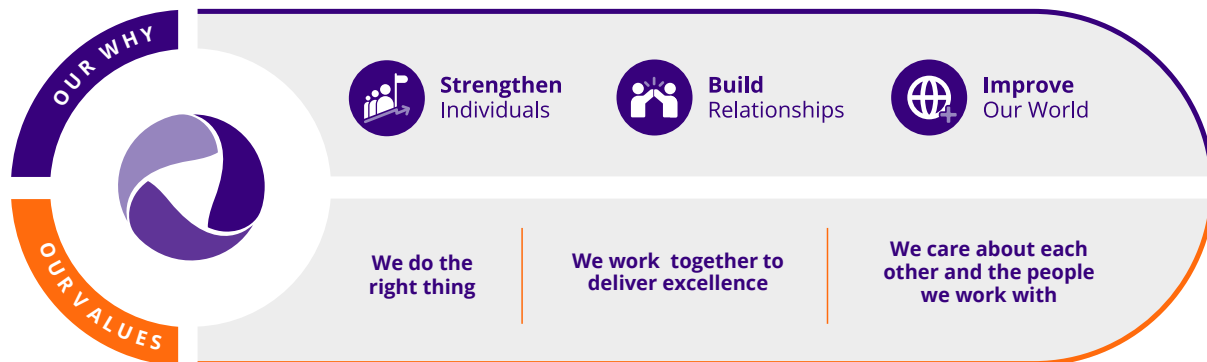 OUR WHY
Strengthen
Individuals
Build
Relationships
Improve
Our World
OUR VALUES
We do the
right thing
We work together to
deliver excellence
We care about each
other and the people
we work with